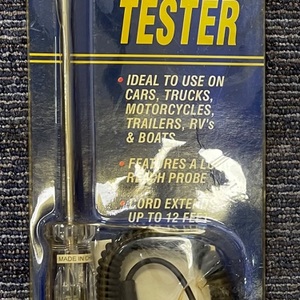 TESTER
• IDEAL TO USE ON
CARS, TRUCKS,
MOTORCYCLES,
TRAILERS, RV's
& BOATS
• FEATURES A
REACH PROBE
• CORD
UP TO 12 FEET
MADE IN